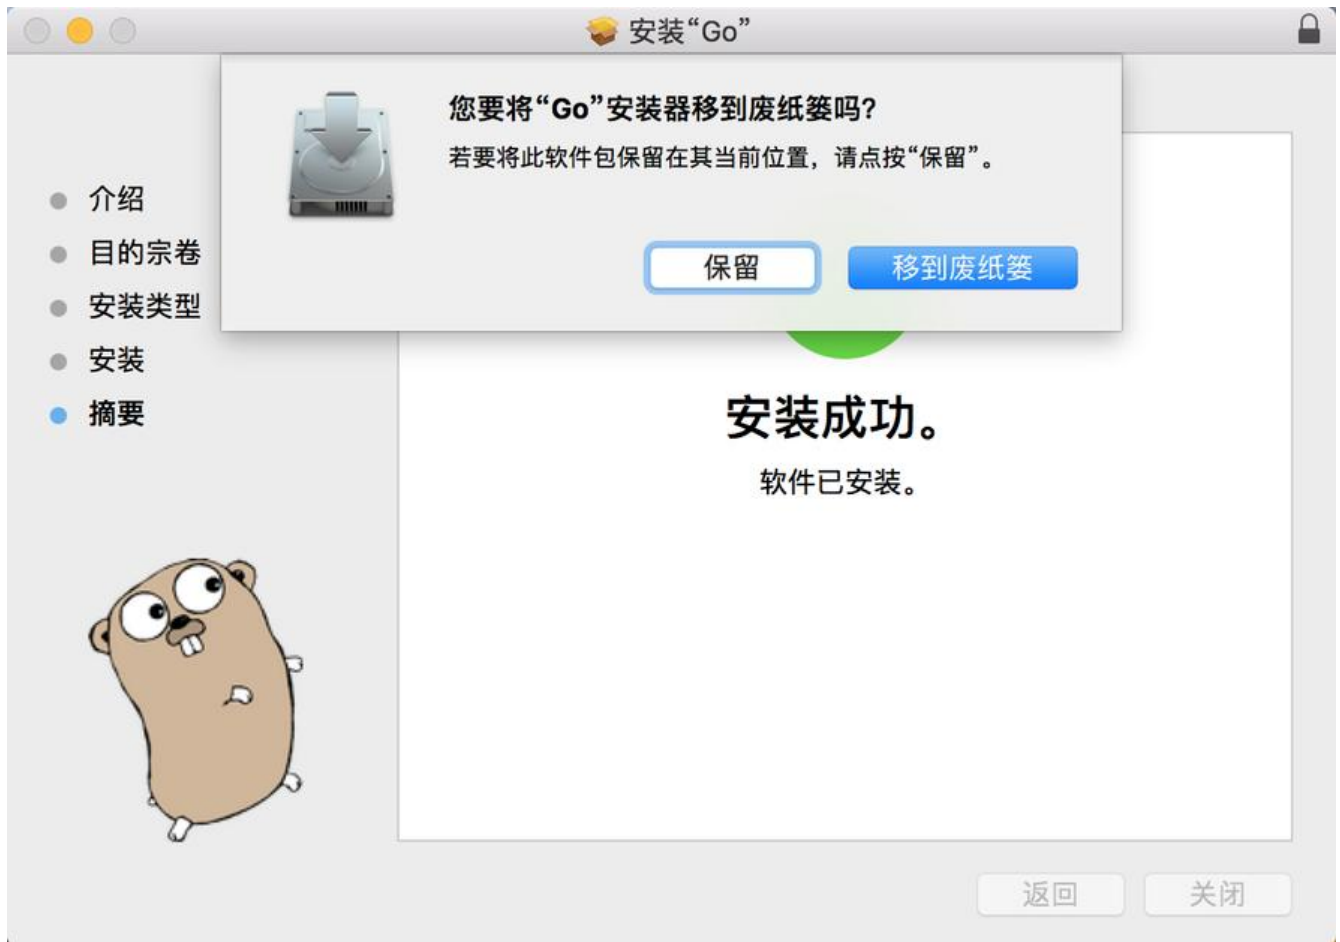 安装“Go”
您要将“Go”安装器移到废纸篓吗？
若要将此软件包保留在其当前位置，请点按“保留”。
保留
移到废纸篓
介绍
目的宗卷
安装类型
安装
摘要
安装成功。
软件已安装。
返回
关闭